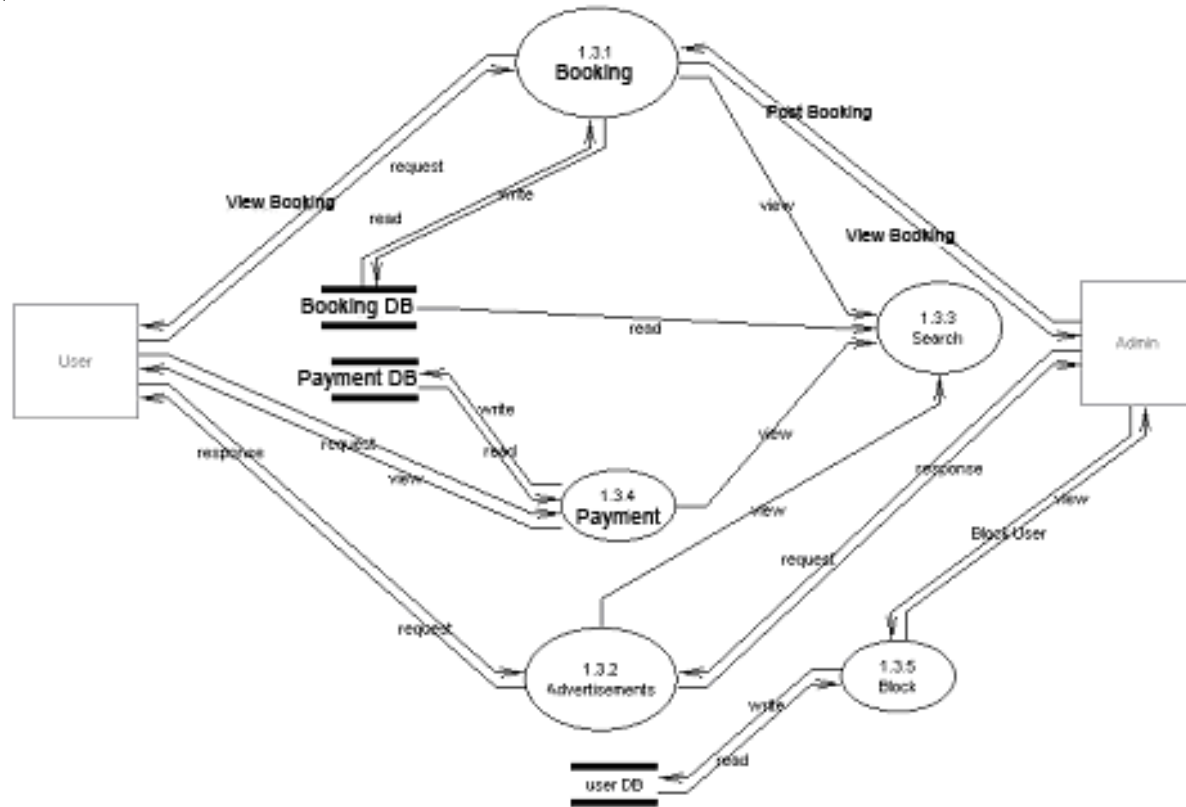 1.3.1
Booking
Post Booking
request
View Booking
write
view
read
View Booking
Booking DB
1.3.3
Search
read
User
Admin
Payment DB
write
view
request
read
response
view
response
1.3.4
Payment
view
view
Block User
request
request
1.3.2
Advertisements
1.3.5
Block
write
read
user DB